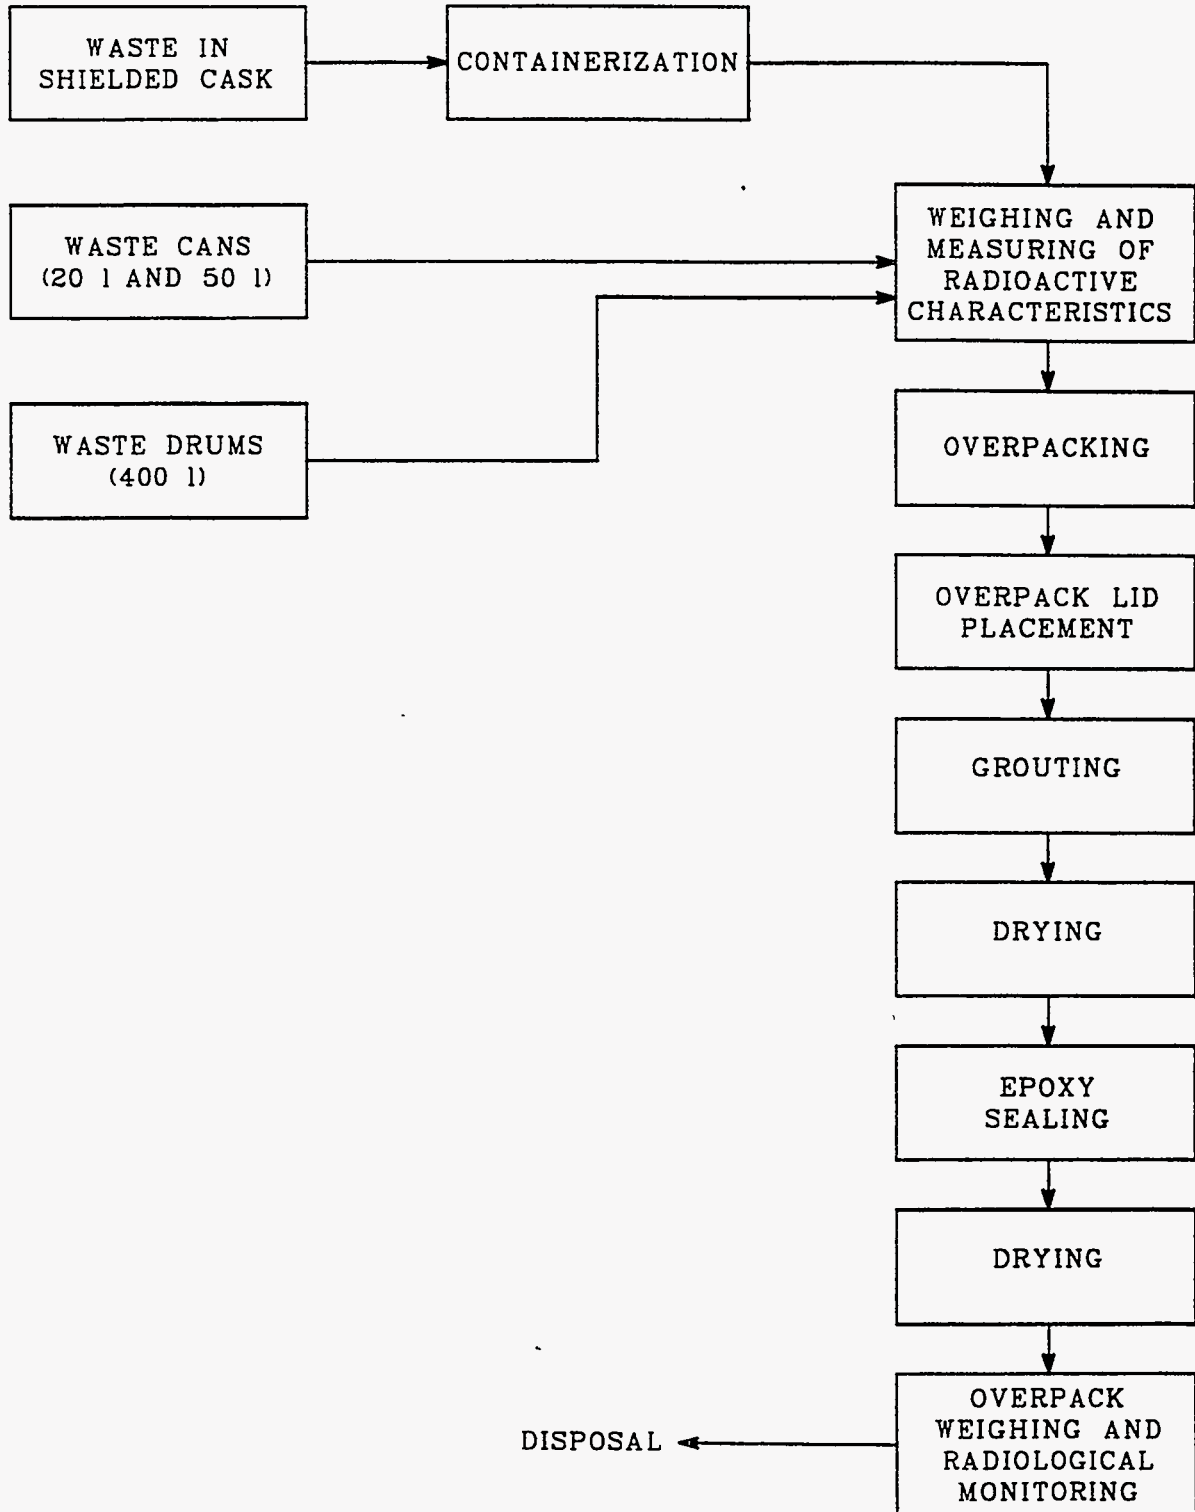 WASTE IN
SHIELDED CASK
CONTAINERIZATION
WASTE CANS
(20 l AND 50 l)
WEIGHING AND
MEASURING OF
RADIOACTIVE
CHARACTERISTICS
WASTE DRUMS
(400 l)
OVERPACKING
OVERPACK LID
PLACEMENT
GROUTING
DRYING
EPOXY
SEALING
DRYING
OVERPACK
WEIGHING AND
RADIOLOGICAL
MONITORING
DISPOSAL